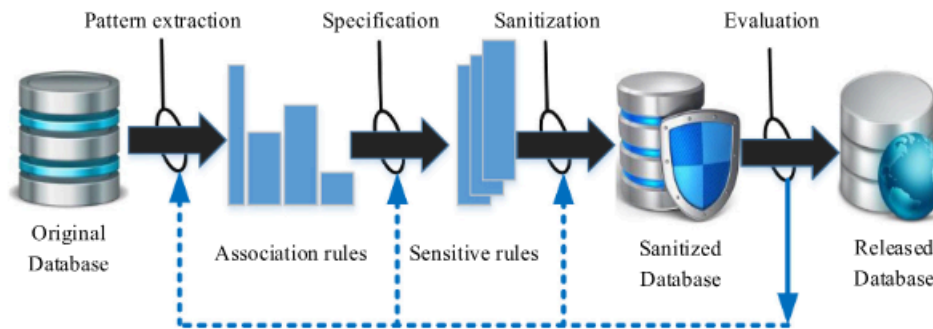 Pattern extraction
Specification
Sanitization
Evaluation
Original
Database
Association rules
Sensitive rules
Sanitized
Database
Released
Database